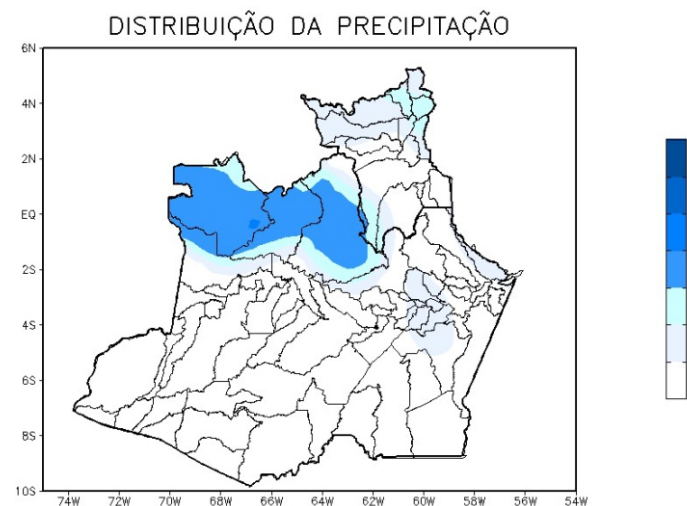 DISTRIBUIÇÃO DA PRECIPITAÇÃO
6N
4N
2N
EQ
2S
4S
6S
8S
10S
74W 72W 70W 68W 66W 64W 62W 60W 58W 56W 54W